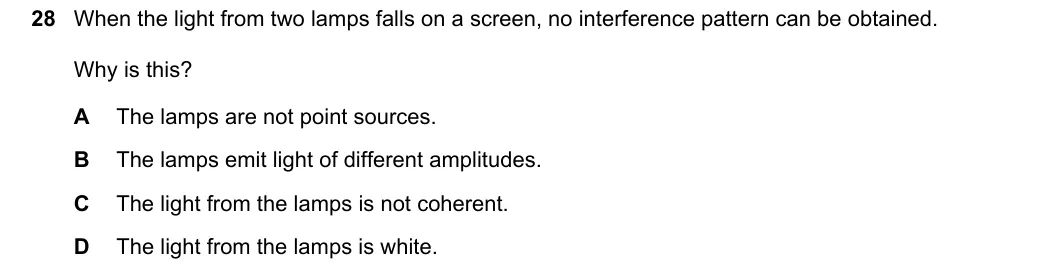 28 When the light from two lamps falls on a screen, no interference pattern can be obtained.
Why is this?
A The lamps are not point sources.
B The lamps emit light of different amplitudes.
C The light from the lamps is not coherent.
D The light from the lamps is white.